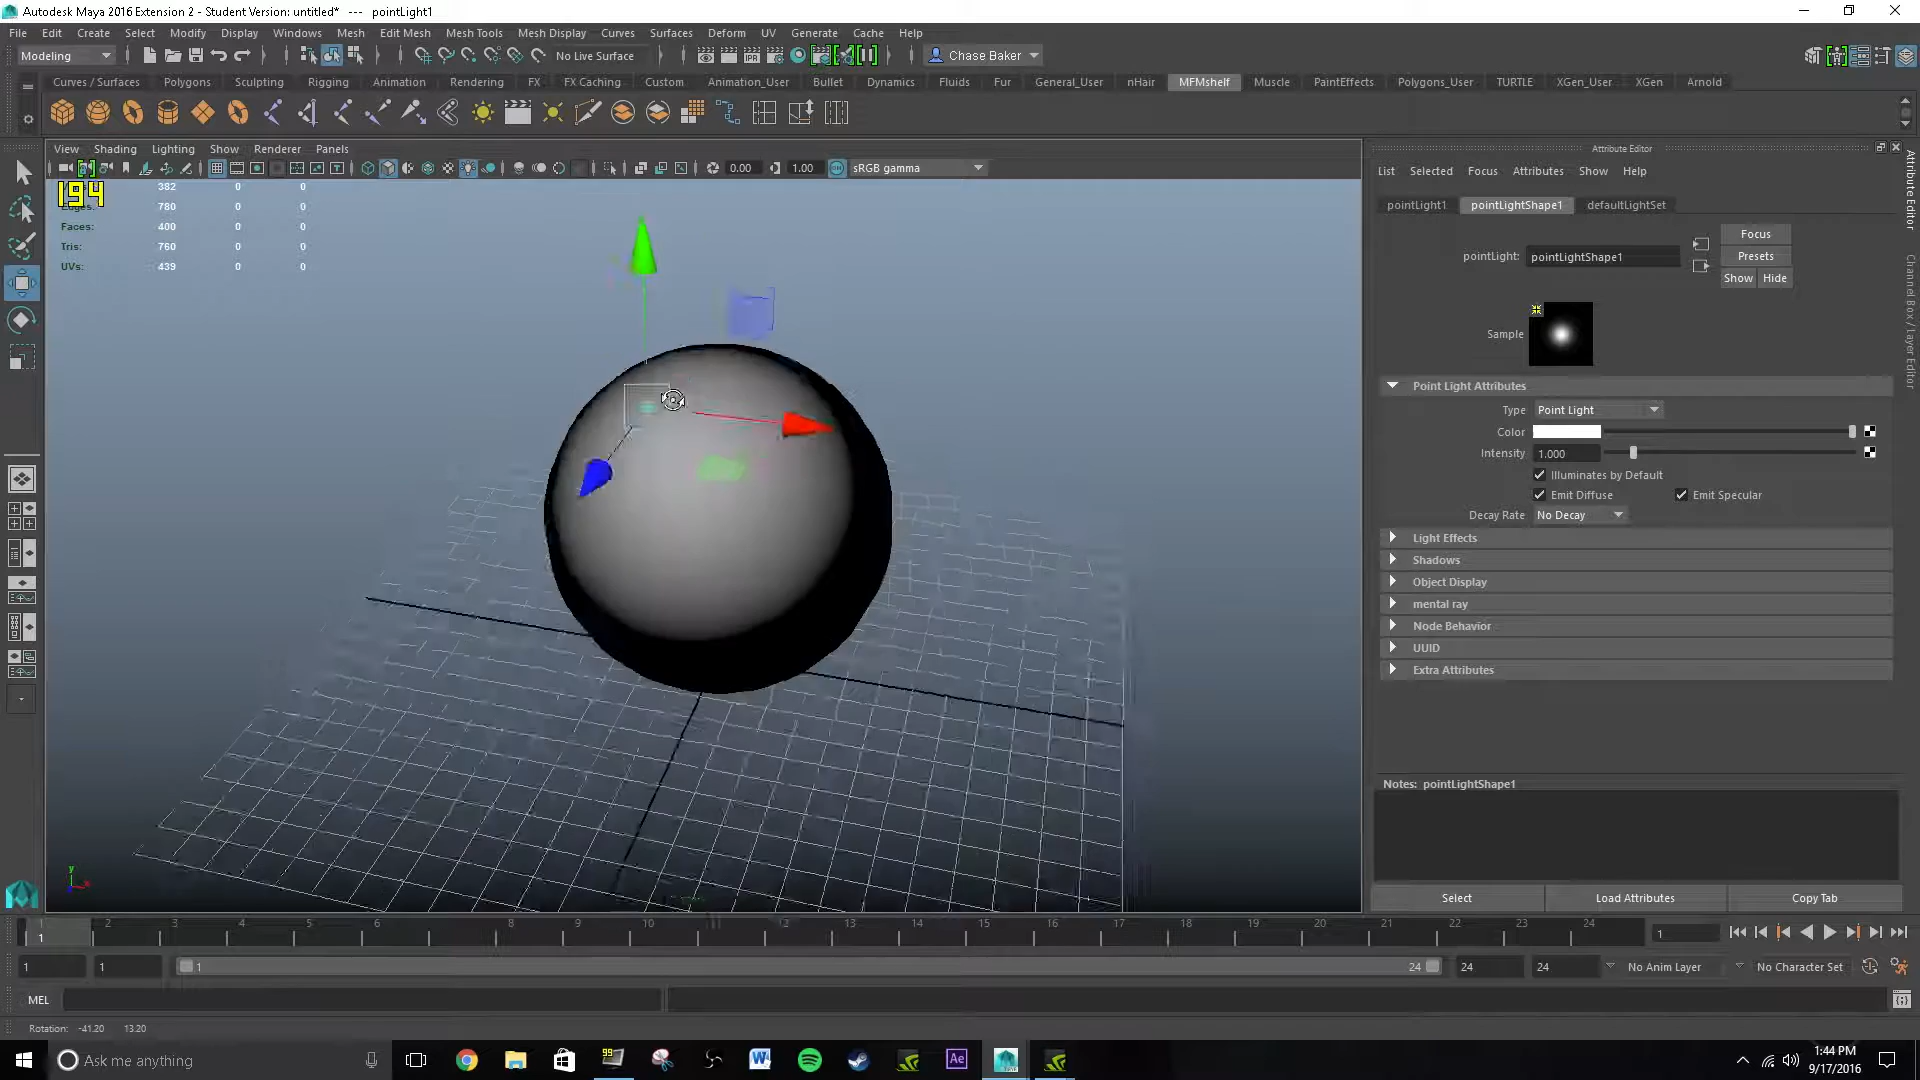 Autodesk Maya 2016 Extension 2 - Student Version: untitled* --- pointLight1
File Edit Create Select Modify Display Windows Mesh Edit Mesh Mesh Tools Mesh Display Curves Surfaces Deform UV Generate Cache Help
Modeling No Live Surface Chase Baker
Curves / Surfaces Polygons Sculpting Rigging Animation Rendering FX FX Caching Custom Animation_User Bullet Dynamics Fluids Fur General_User nHair MFMshelf Muscle PaintEffects Polygons_User TURTLE XGen_User XGen Arnold
View Shading Lighting Show Renderer Panels
0.00 1.00 sRGB gamma
194
382 0 0
Edges: 780 0 0
Faces: 400 0 0
Tris: 760 0 0
UVs: 439 0 0
y
x
Attribute Editor
List Selected Focus Attributes Show Help
pointLight1 pointLightShape1 defaultLightSet
Focus
pointLight: pointLightShape1
Presets
Show Hide
Sample
Point Light Attributes
Type Point Light
Color
Intensity 1.000
Illuminates by Default
Emit Diffuse Emit Specular
Decay Rate No Decay
Light Effects
Shadows
Object Display
mental ray
Node Behavior
UUID
Extra Attributes
Notes: pointLightShape1
Select Load Attributes Copy Tab
Attribute Editor
Channel Box / Layer Editor
1 2 3 4 5 6 7 8 9 10 11 12 13 14 15 16 17 18 19 20 21 22 23 24
1 1
1 1 1 24 24 24 No Anim Layer No Character Set
MEL
Rotation: -41.20 13.20
Ask me anything
99
W
Ae
1:44 PM
9/17/2016